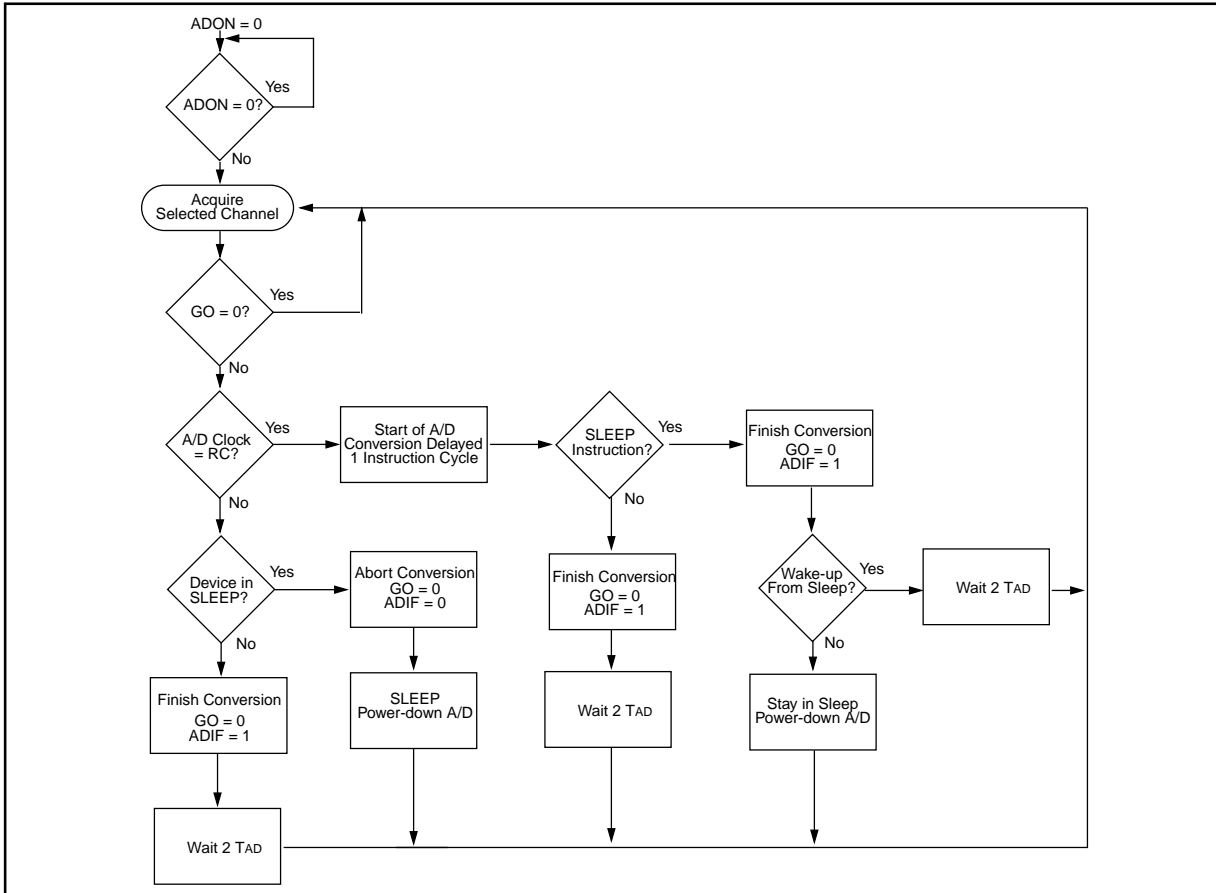 ADON = 0
Yes
ADON = 0?
No
Acquire
Selected Channel
Yes
GO = 0?
No
A/D Clock
= RC?
Yes
No
Start of A/D
Conversion Delayed
1 Instruction Cycle
SLEEP
Instruction?
Yes
No
Finish Conversion
GO = 0
ADIF = 1
Device in
SLEEP?
Yes
No
Abort Conversion
GO = 0
ADIF = 0
Finish Conversion
GO = 0
ADIF = 1
Wake-up
From Sleep?
Yes
No
Wait 2 TAD
Finish Conversion
GO = 0
ADIF = 1
SLEEP
Power-down A/D
Wait 2 TAD
Stay in Sleep
Power-down A/D
Wait 2 TAD